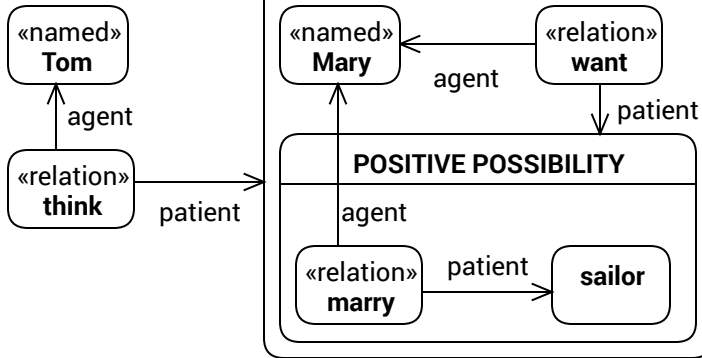 «named»
Tom
«named»
Mary
«relation»
want
agent
agent
patient
«relation»
think
patient
POSITIVE POSSIBILITY
agent
«relation»
marry
patient
sailor